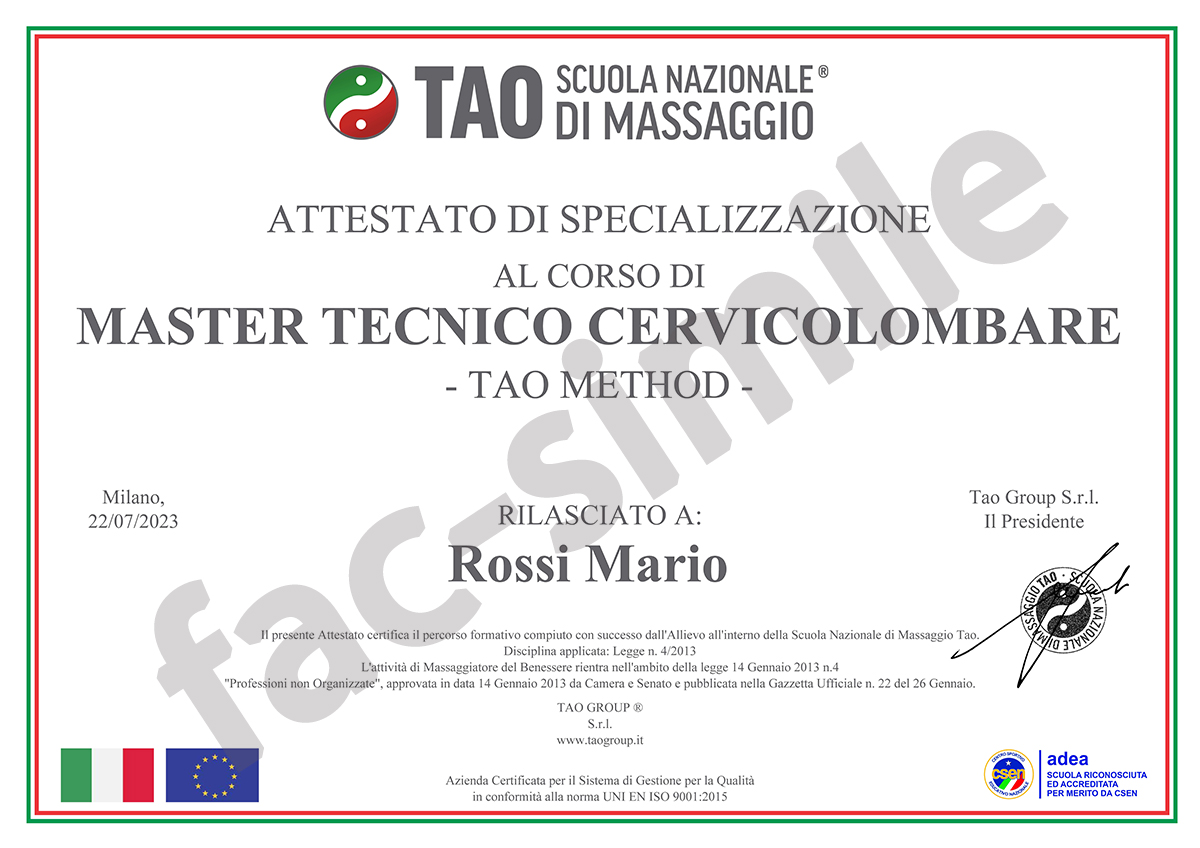 TAO SCUOLA NAZIONALE®
DI MASSAGGIO
ATTESTATO DI SPECIALIZZAZIONE
AL CORSO DI
MASTER TECNICO CERVICOLOMBARE
- TAO METHOD -
fac-simile
Milano,
22/07/2023
Tao Group S.r.l.
Il Presidente
RILASCIATO A:
Rossi Mario
SCUOLA NAZIONALE DI MASSAGGIO TAO
Il presente Attestato certifica il percorso formativo compiuto con successo dall'Allievo all'interno della Scuola Nazionale di Massaggio Tao.
Disciplina applicata: Legge n. 4/2013
L'attività di Massaggiatore del Benessere rientra nell'ambito della legge 14 Gennaio 2013 n.4
"Professioni non Organizzate", approvata in data 14 Gennaio 2013 da Camera e Senato e pubblicata nella Gazzetta Ufficiale n. 22 del 26 Gennaio.
TAO GROUP ®
S.r.l.
www.taogroup.it
Azienda Certificata per il Sistema di Gestione per la Qualità
in conformità alla norma UNI EN ISO 9001:2015
CENTRO SPORTIVO
csen
EDUCATIVO NAZIONALE
adea
SCUOLA RICONOSCIUTA
ED ACCREDITATA
PER MERITO DA CSEN